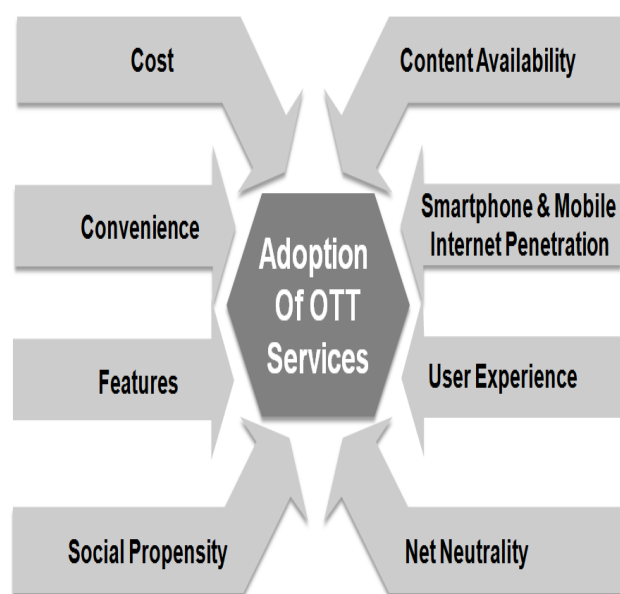 Cost
Content Availability
Convenience
Smartphone & Mobile
Internet Penetration
Adoption
Of OTT
Services
Features
User Experience
Social Propensity
Net Neutrality